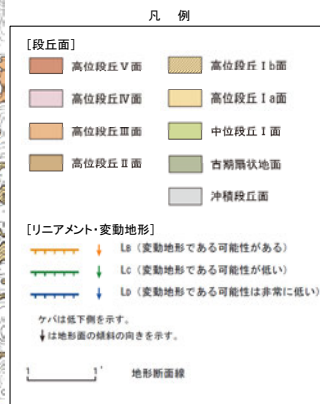 凡 例
[段丘面]
高位段丘Ⅴ面 高位段丘Ⅰb面
高位段丘Ⅳ面 高位段丘Ⅰa面
高位段丘Ⅲ面 中位段丘Ⅰ面
高位段丘Ⅱ面 古期扇状地面
沖積段丘面
[リニアメント・変動地形]
LB (変動地形である可能性がある)
LC (変動地形である可能性が低い)
LD (変動地形である可能性は非常に低い)
ケバは低下側を示す。
↓は地形面の傾斜の向きを示す。
1 1' 地形断面線